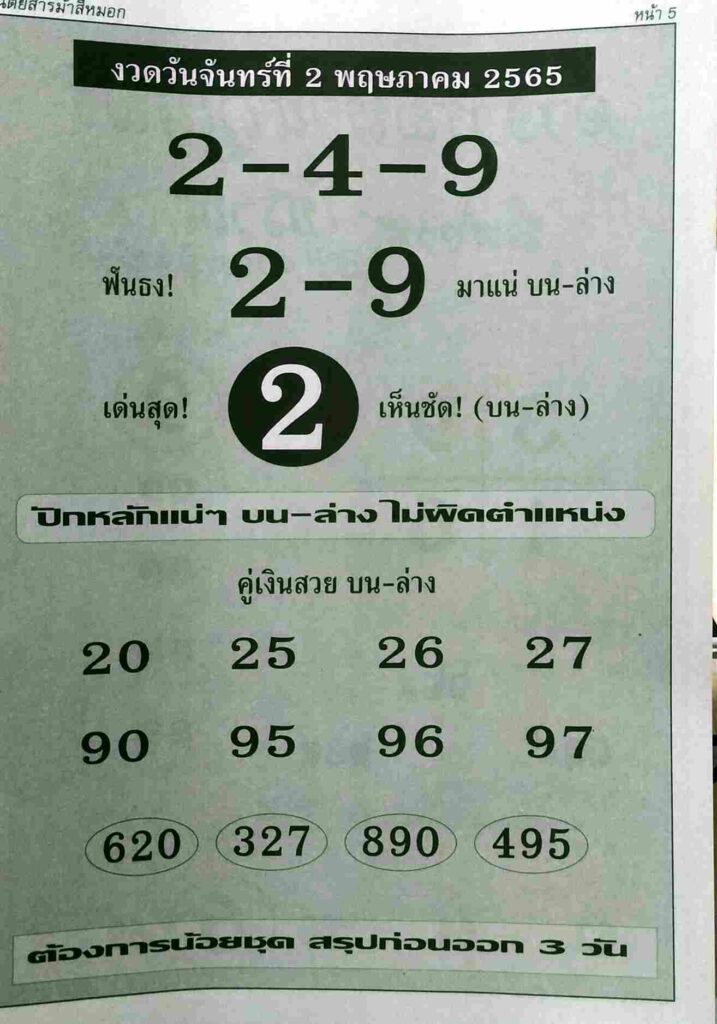 หน้า 5
งวดวันจันทร์ที่ 2 พฤษภาคม 2565
2-4-9
ฟันธง! 2-9 มาแน่ บน-ล่าง
เด่นสุด! 2 เห็นชัด! (บน-ล่าง)
ปักหลักแน่ๆ บน-ล่าง ไม่ผิดตำแหน่ง
คู่เงินสวย บน-ล่าง
20 25 26 27
90 95 96 97
620 327 890 495
ต้องการน้อยชุด สรุปก่อนออก 3 วัน